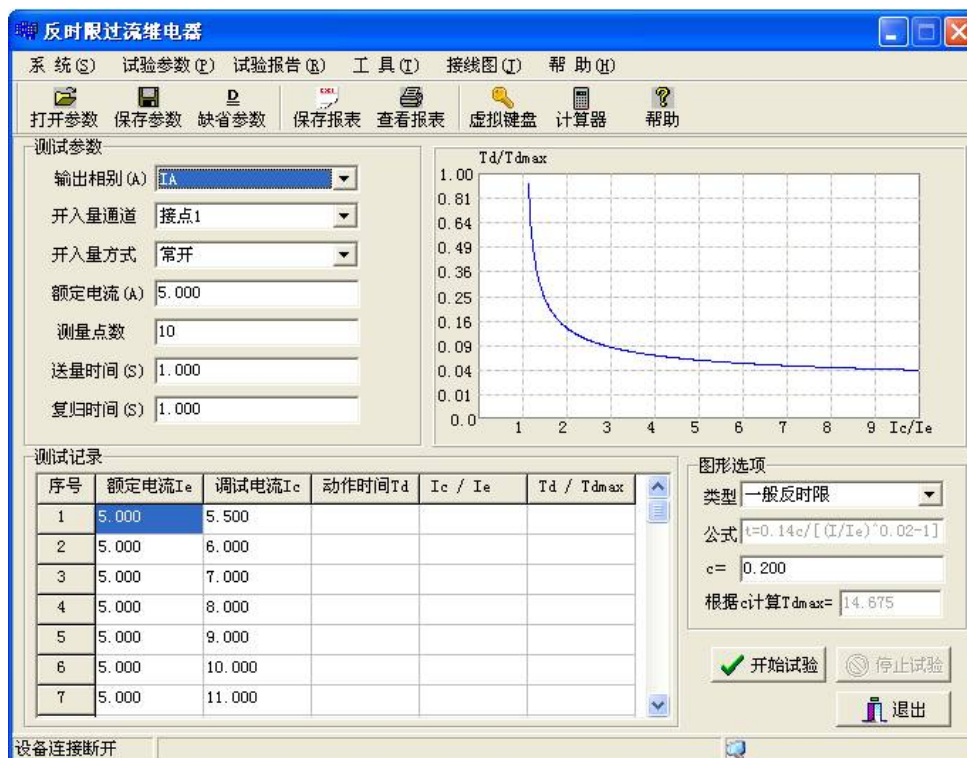 反时限过流继电器
系 统(S) 试验参数(P) 试验报告(R) 工 具(T) 接线图(J) 帮 助(H)
打开参数 保存参数 缺省参数 保存报表 查看报表 虚拟键盘 计算器 帮助
测试参数
输出相别(A) IA
开入量通道 接点1
开入量方式 常开
额定电流(A) 5.000
测量点数 10
送量时间(S) 1.000
复归时间(S) 1.000
Td/Tdmax
1.00
0.81
0.64
0.49
0.36
0.25
0.16
0.09
0.04
0.01
0.0
1 2 3 4 5 6 7 8 9 Ic/Ie
测试记录
序号 额定电流Ie 调试电流Ic 动作时间Td Ic / Ie Td / Tdmax
1 5.000 5.500
2 5.000 6.000
3 5.000 7.000
4 5.000 8.000
5 5.000 9.000
6 5.000 10.000
7 5.000 11.000
图形选项
类型 一般反时限
公式 t=0.14c/[(I/Ie)^0.02-1]
c= 0.200
根据c计算Tdmax= 14.675
开始试验 停止试验
退出
设备连接断开